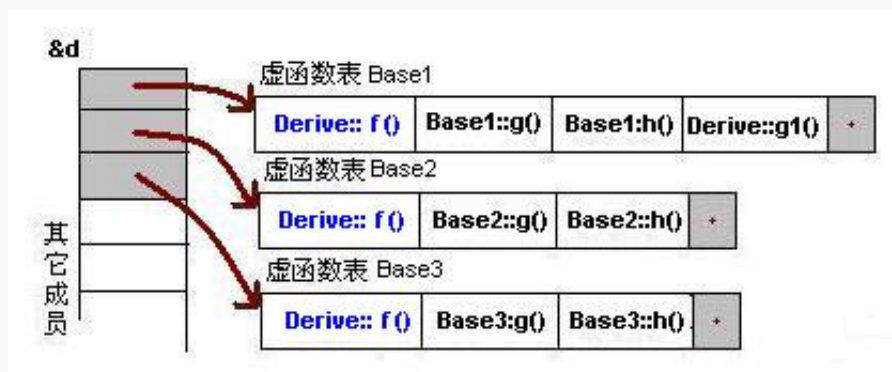 &d
虚函数表 Base1
Derive:: f() Base1::g() Base1:h() Derive::g1()
虚函数表 Base2
Derive:: f() Base2::g() Base2::h()
虚函数表 Base3
Derive:: f() Base3:g() Base3::h()
其它成员